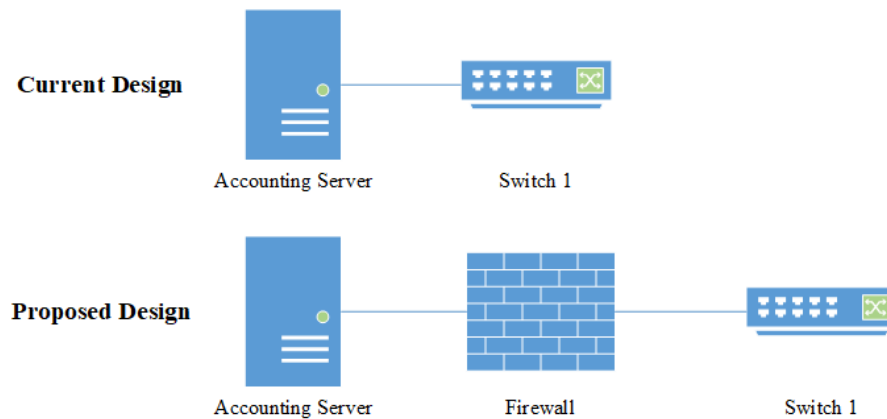 Current Design
Accounting Server
Switch 1
Proposed Design
Accounting Server
Firewall
Switch 1